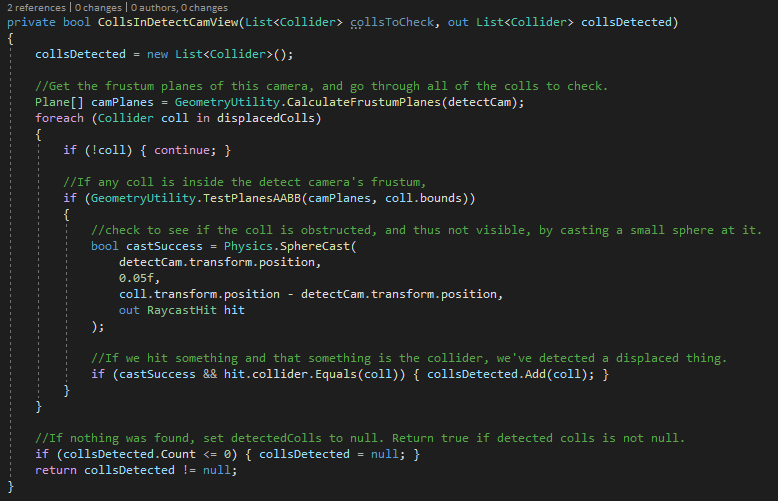 2 references | 0 changes | 0 authors, 0 changes
private bool CollsInDetectCamView(List<Collider> collsToCheck, out List<Collider> collsDetected)
{
collsDetected = new List<Collider>();
//Get the frustum planes of this camera, and go through all of the colls to check.
Plane[] camPlanes = GeometryUtility.CalculateFrustumPlanes(detectCam);
foreach (Collider coll in displacedColls)
{
if (!coll) { continue; }
//If any coll is inside the detect camera's frustum,
if (GeometryUtility.TestPlanesAABB(camPlanes, coll.bounds))
{
//check to see if the coll is obstructed, and thus not visible, by casting a small sphere at it.
bool castSuccess = Physics.SphereCast(
detectCam.transform.position,
0.05f,
coll.transform.position - detectCam.transform.position,
out RaycastHit hit
);
//If we hit something and that something is the collider, we've detected a displaced thing.
if (castSuccess && hit.collider.Equals(coll)) { collsDetected.Add(coll); }
}
}
//If nothing was found, set detectedColls to null. Return true if detected colls is not null.
if (collsDetected.Count <= 0) { collsDetected = null; }
return collsDetected != null;
}